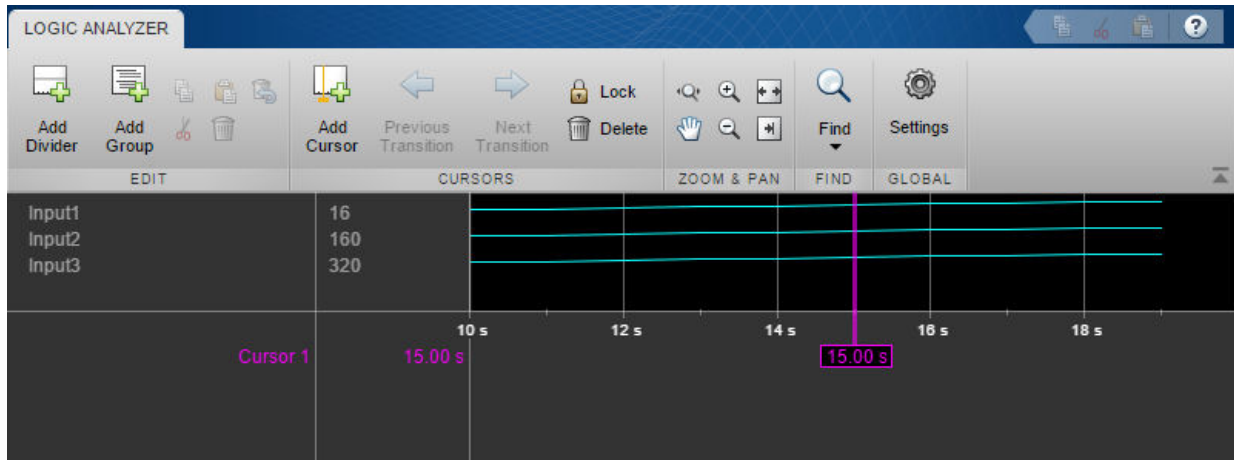 LOGIC ANALYZER
?
Add Divider
Add Group
Add Cursor
Previous Transition
Next Transition
Lock
Delete
Find
Settings
EDIT
CURSORS
ZOOM & PAN
FIND
GLOBAL
Input1 16
Input2 160
Input3 320
10 s 12 s 14 s 16 s 18 s
Cursor 1 15.00 s 15.00 s